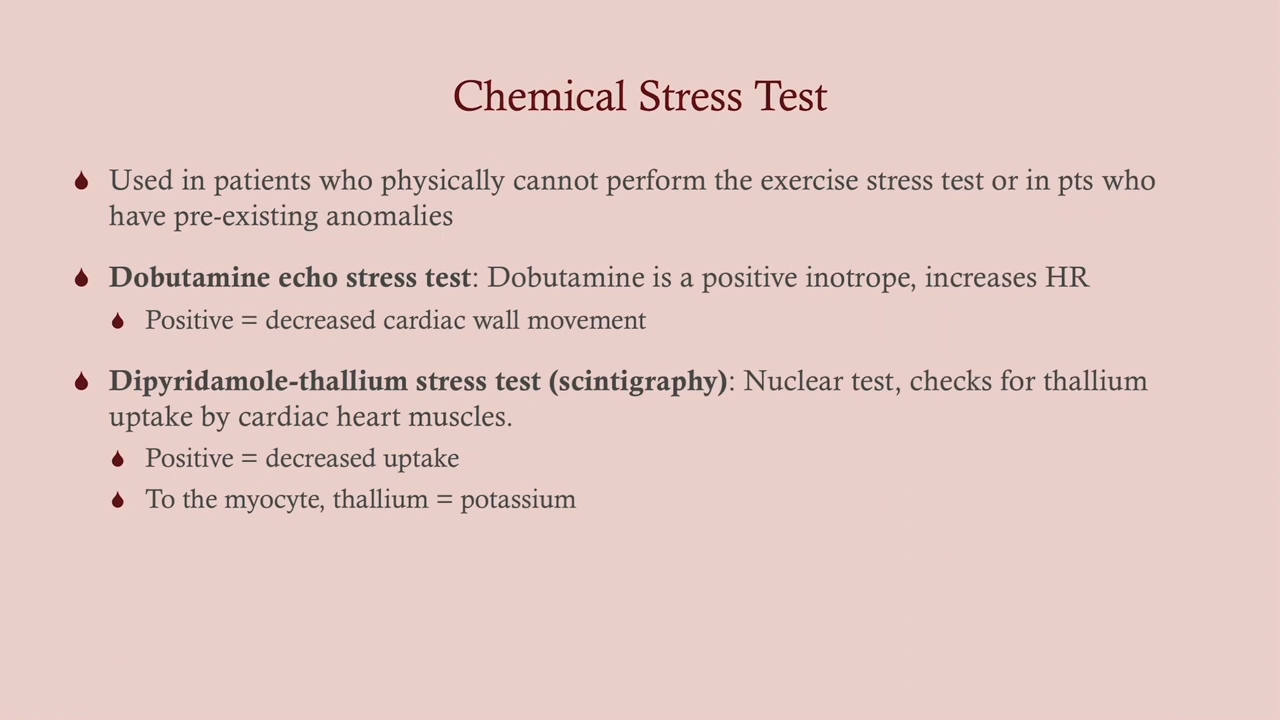 Chemical Stress Test
Used in patients who physically cannot perform the exercise stress test or in pts who
have pre-existing anomalies
Dobutamine echo stress test: Dobutamine is a positive inotrope, increases HR
Positive = decreased cardiac wall movement
Dipyridamole-thallium stress test (scintigraphy): Nuclear test, checks for thallium
uptake by cardiac heart muscles.
Positive = decreased uptake
To the myocyte, thallium = potassium